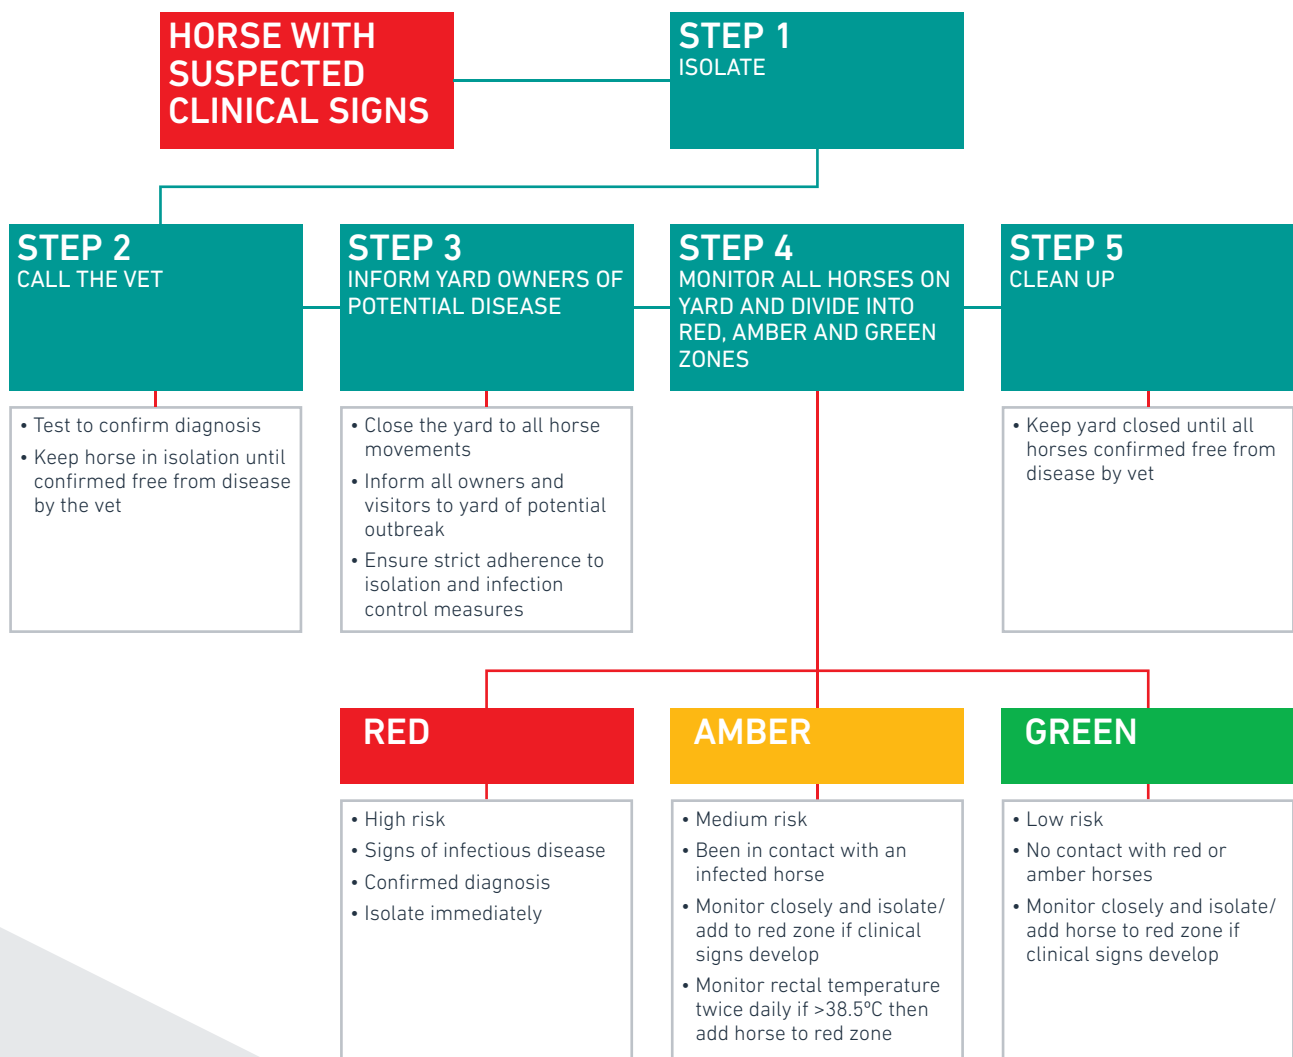 HORSE WITH
SUSPECTED
CLINICAL SIGNS
STEP 1
ISOLATE
STEP 2
CALL THE VET
• Test to confirm diagnosis
• Keep horse in isolation until
confirmed free from disease
by the vet
STEP 3
INFORM YARD OWNERS OF
POTENTIAL DISEASE
• Close the yard to all horse
movements
• Inform all owners and
visitors to yard of potential
outbreak
• Ensure strict adherence to
isolation and infection
control measures
STEP 4
MONITOR ALL HORSES ON
YARD AND DIVIDE INTO
RED, AMBER AND GREEN
ZONES
STEP 5
CLEAN UP
• Keep yard closed until all
horses confirmed free from
disease by vet
RED
• High risk
• Signs of infectious disease
• Confirmed diagnosis
• Isolate immediately
AMBER
• Medium risk
• Been in contact with an
infected horse
• Monitor closely and isolate/
add to red zone if clinical
signs develop
• Monitor rectal temperature
twice daily if >38.5ºC then
add horse to red zone
GREEN
• Low risk
• No contact with red or
amber horses
• Monitor closely and isolate/
add horse to red zone if
clinical signs develop